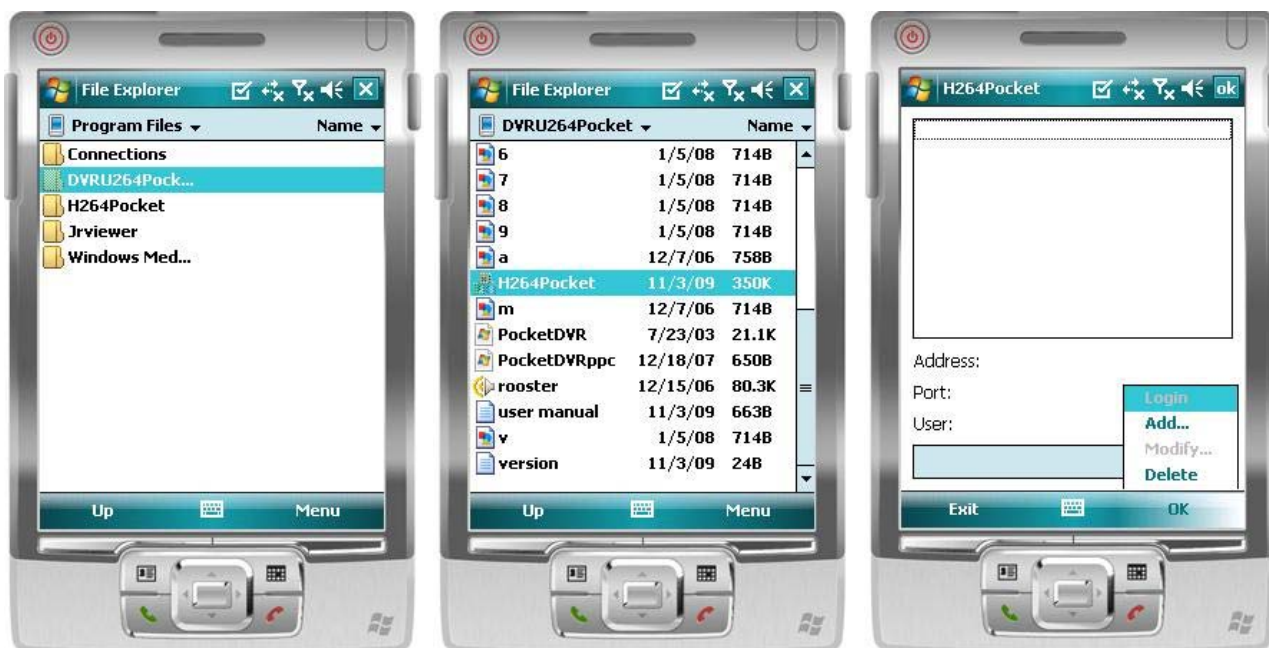 File Explorer
Program Files Name
Connections
DVRU264Pock...
H264Pocket
Jrviewer
Windows Med...
Up Menu
File Explorer
DVRU264Pocket Name
6 1/5/08 714B
7 1/5/08 714B
8 1/5/08 714B
9 1/5/08 714B
a 12/7/06 758B
H264Pocket 11/3/09 350K
m 12/7/06 714B
PocketDVR 7/23/03 21.1K
PocketDVRppc 12/18/07 650B
rooster 12/15/06 80.3K
user manual 11/3/09 663B
v 1/5/08 714B
version 11/3/09 24B
Up Menu
H264Pocket ok
Address:
Port:
User:
Login
Add...
Modify...
Delete
Exit OK